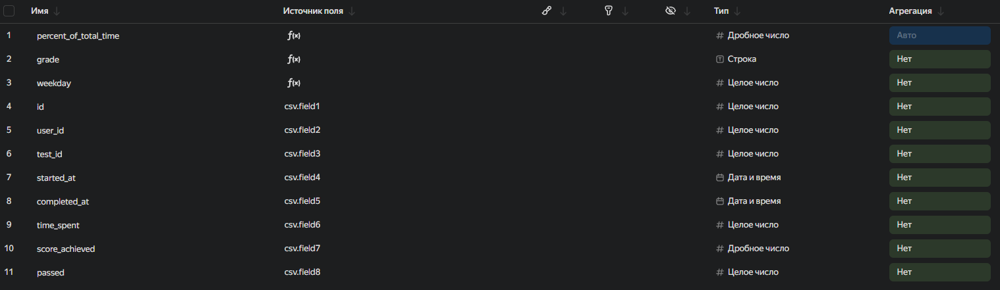 Имя Источник поля Тип Агрегация
1 percent_of_total_time ƒ(x) # Дробное число Авто
2 grade ƒ(x) T Строка Нет
3 weekday ƒ(x) # Целое число Нет
4 id csv.field1 # Целое число Нет
5 user_id csv.field2 # Целое число Нет
6 test_id csv.field3 # Целое число Нет
7 started_at csv.field4 Дата и время Нет
8 completed_at csv.field5 Дата и время Нет
9 time_spent csv.field6 # Целое число Нет
10 score_achieved csv.field7 # Дробное число Нет
11 passed csv.field8 # Целое число Нет